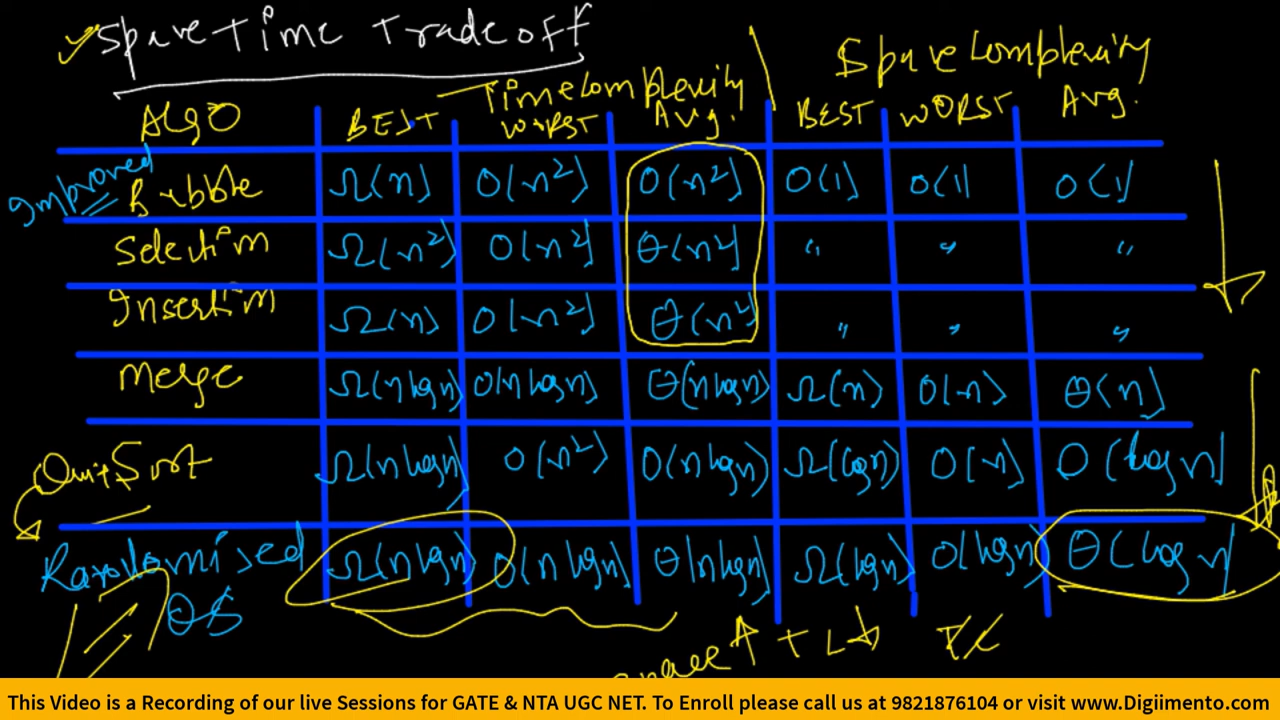 Space Time Tradeoff
Time Complexity Space Complexity
ALGO BEST WORST Avg. BEST WORST Avg.
Improved Bubble Ω(n) O(n²) O(n²) O(1) O(1) O(1)
Selection Ω(n²) O(n²) θ(n²) " " "
Insertion Ω(n) O(n²) θ(n²) " " "
Merge Ω(n log n) O(n log n) θ(n log n) Ω(n) O(n) θ(n)
QuickSort Ω(n log n) O(n²) O(n log n) Ω(log n) O(n) O(log n)
Randomised QS Ω(n log n) O(n log n) θ(n log n) Ω(log n) O(log n) θ(log n)
space ↑
This Video is a Recording of our live Sessions for GATE & NTA UGC NET. To Enroll please call us at 9821876104 or visit www.Digiimento.com